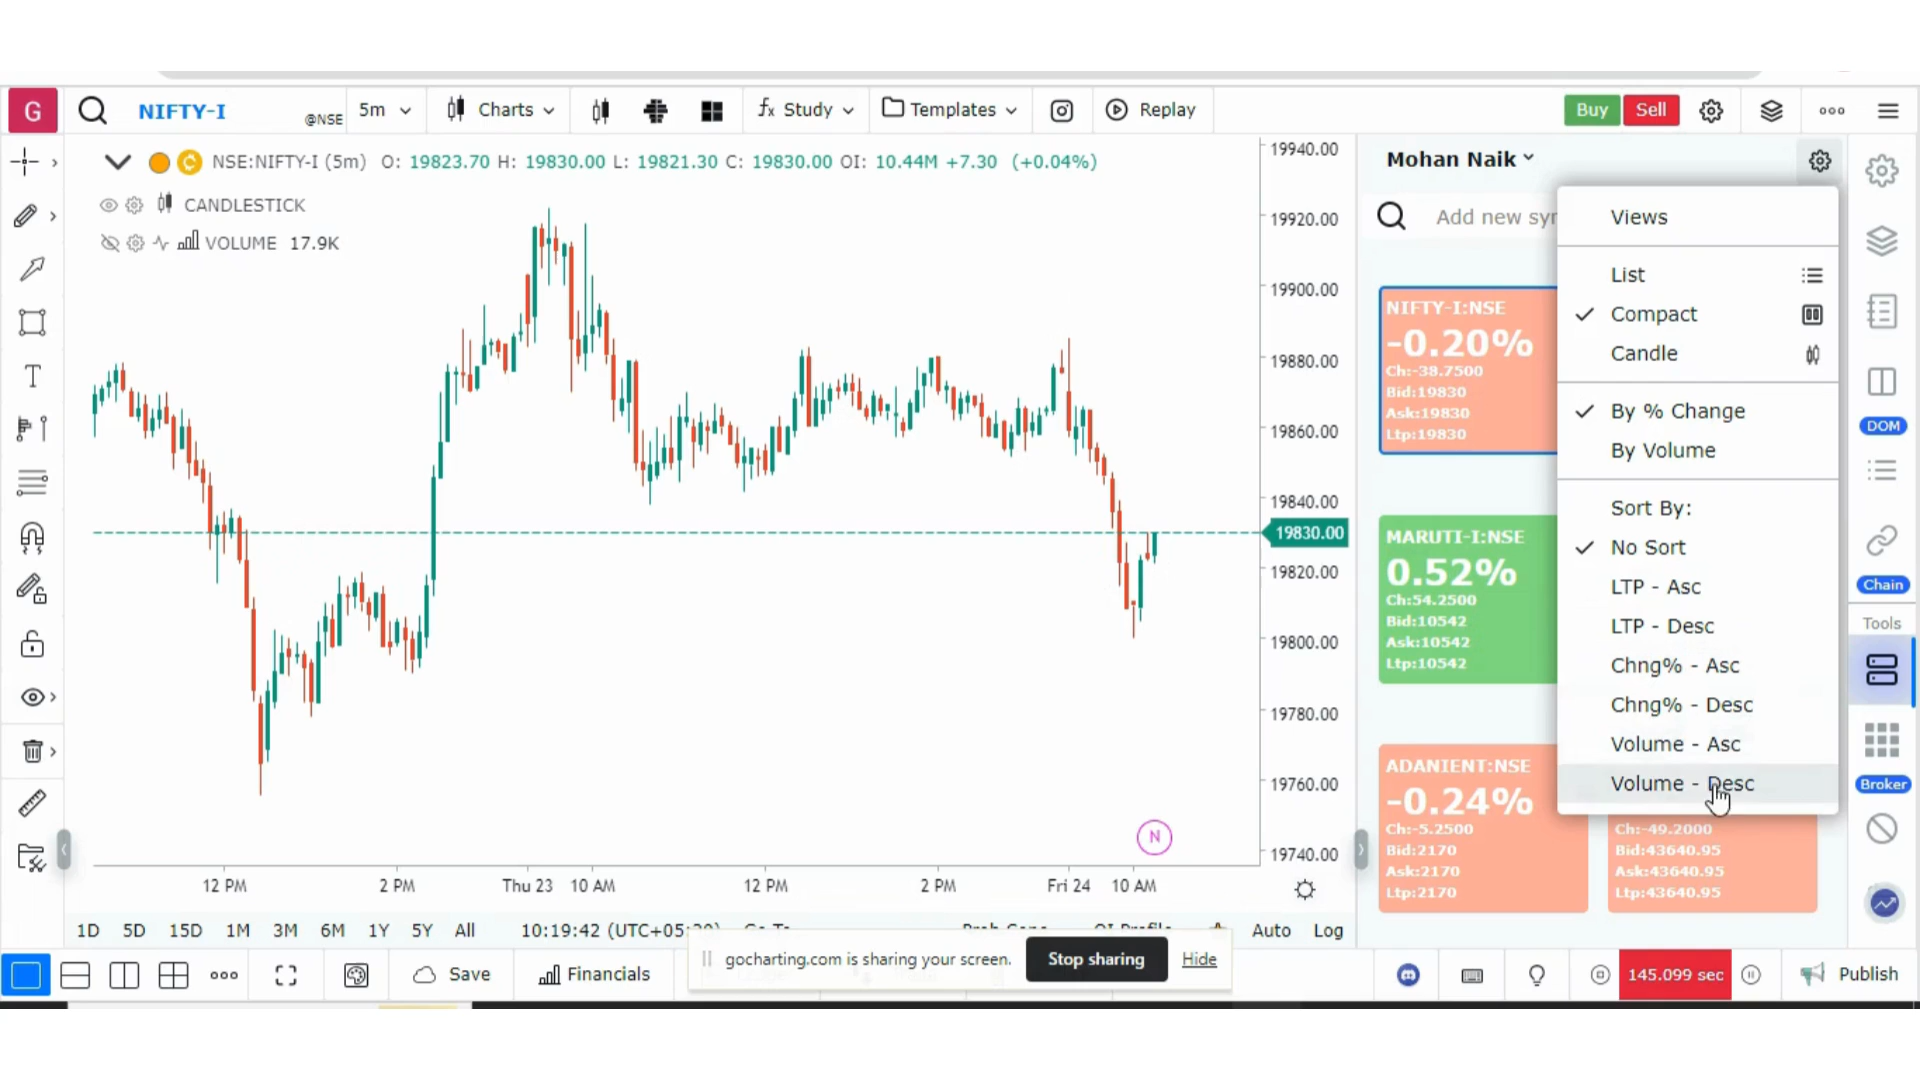 G
NIFTY-I
@NSE
5m
Charts
fx Study
Templates
Replay
Buy
Sell
NSE:NIFTY-I (5m) O: 19823.70 H: 19830.00 L: 19821.30 C: 19830.00 OI: 10.44M +7.30 (+0.04%)
CANDLESTICK
VOLUME 17.9K
T
19940.00
19920.00
19900.00
19880.00
19860.00
19840.00
19830.00
19820.00
19800.00
19780.00
19760.00
19740.00
N
12 PM
2 PM
Thu 23
10 AM
12 PM
2 PM
Fri 24
10 AM
1D 5D 15D 1M 3M 6M 1Y 5Y All
10:19:42 (UTC+05:30)
Auto
Log
Mohan Naik
Add new syr
NIFTY-I:NSE
-0.20%
Ch:-38.7500
Bid:19830
Ask:19830
Ltp:19830
MARUTI-I:NSE
0.52%
Ch:54.2500
Bid:10542
Ask:10542
Ltp:10542
ADANIENT:NSE
-0.24%
Ch:-5.2500
Bid:2170
Ask:2170
Ltp:2170
Ch:-49.2000
Bid:43640.95
Ask:43640.95
Ltp:43640.95
Views
List
Compact
Candle
By % Change
By Volume
Sort By:
No Sort
LTP - Asc
LTP - Desc
Chng% - Asc
Chng% - Desc
Volume - Asc
Volume - Desc
DOM
Chain
Tools
Broker
Save
Financials
gocharting.com is sharing your screen.
Stop sharing
Hide
145.099 sec
Publish